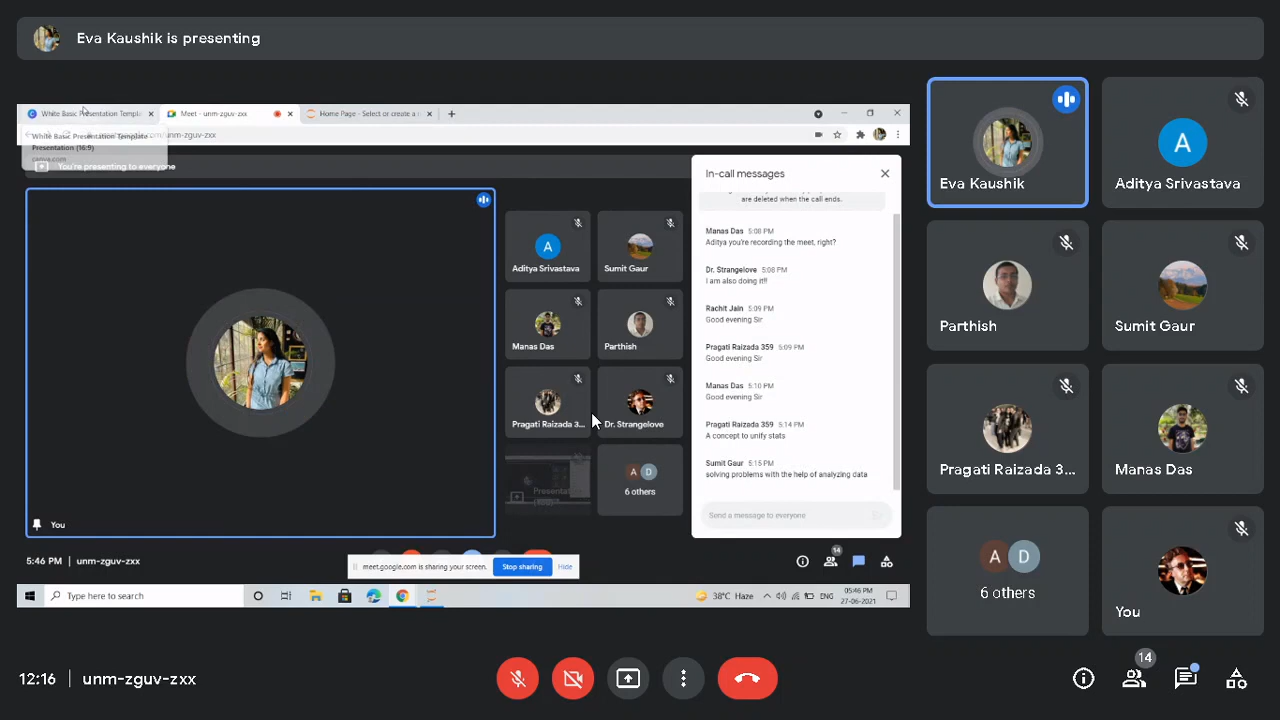 Eva Kaushik is presenting
White Basic Presentation Templa
Meet - unm-zguv-zxx
Home Page - Select or create a
unm-zguv-zxx
White Basic Presentation Template
Presentation (16:9)
canva.com
You're presenting to everyone
You
Aditya Srivastava
Sumit Gaur
Manas Das
Parthish
Pragati Raizada 3...
Dr. Strangelove
Presentat
A D
6 others
In-call messages
are deleted when the call ends.
Manas Das 5:08 PM
Aditya you're recording the meet, right?
Dr. Strangelove 5:08 PM
I am also doing it!!
Rachit Jain 5:09 PM
Good evening Sir
Pragati Raizada 359 5:09 PM
Good evening Sir
Manas Das 5:10 PM
Good evening Sir
Pragati Raizada 359 5:14 PM
A concept to unify stats
Sumit Gaur 5:15 PM
solving problems with the help of analyzing data
Send a message to everyone
5:46 PM | unm-zguv-zxx
meet.google.com is sharing your screen. Stop sharing Hide
14
Type here to search
38°C Haze
ENG
05:46 PM
27-06-2021
Eva Kaushik
A
Aditya Srivastava
Parthish
Sumit Gaur
Pragati Raizada 3...
Manas Das
A D
6 others
You
12:16 | unm-zguv-zxx
14